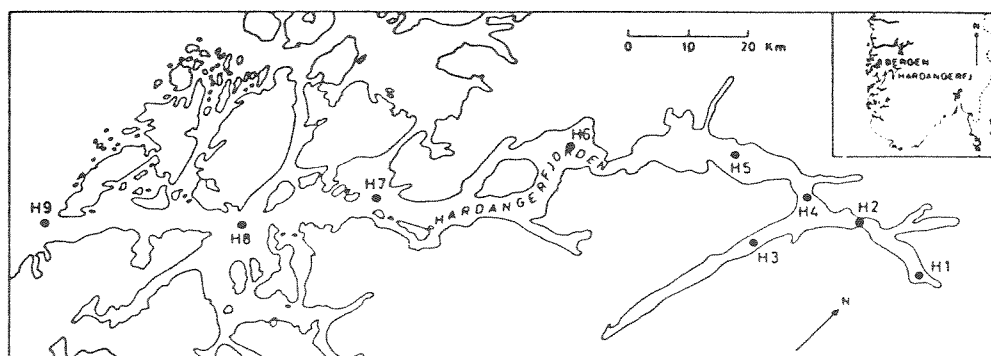 0 10 20 Km
N
BERGEN
HARDANGERFJ
H6
H5
H7
HARDANGERFJORDEN
H4
H9
H8
H2
H3
H1
N